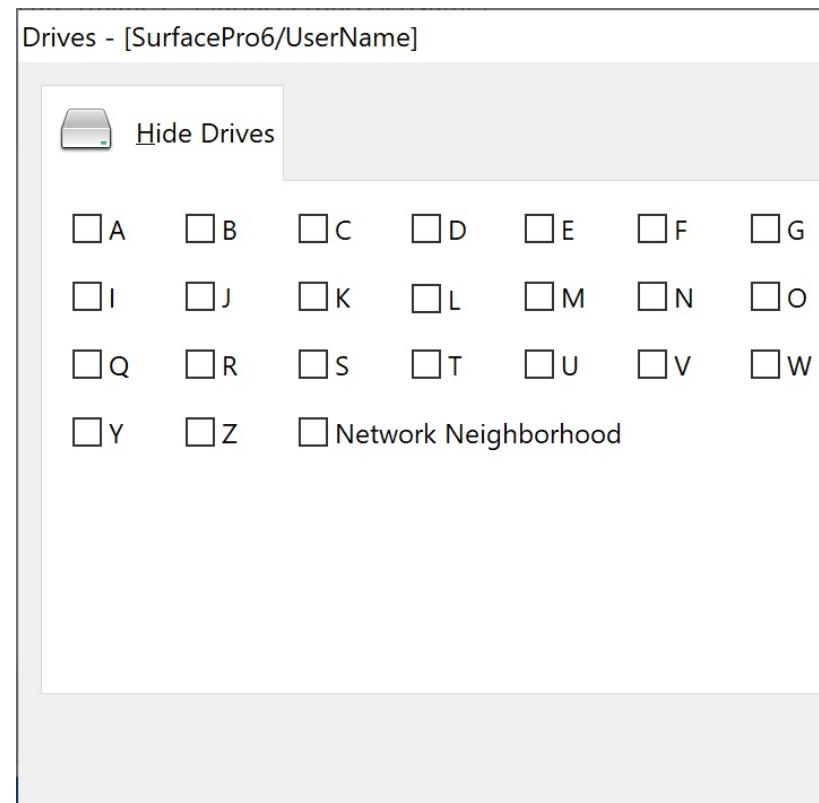 Drives - [SurfacePro6/UserName]
Hide Drives
A B C D E F G
I J K L M N O
Q R S T U V W
Y Z Network Neighborhood